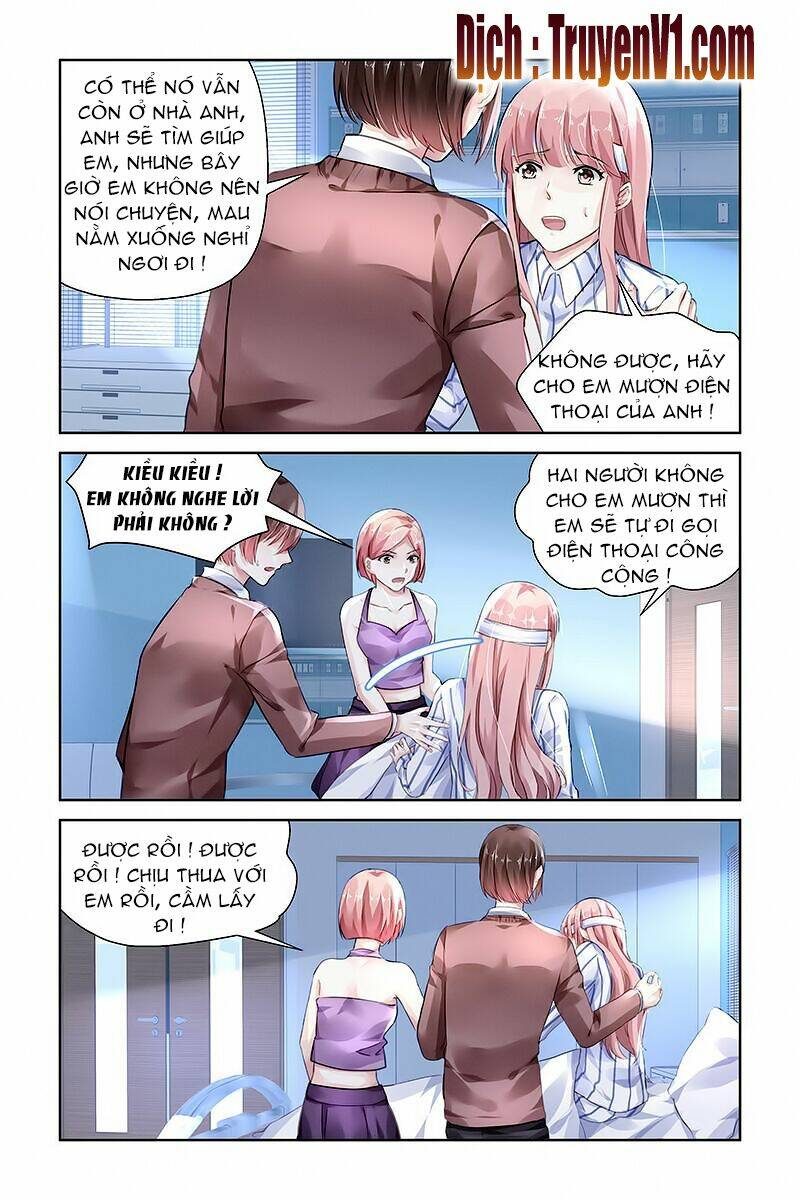 Dịch : TruyenV1.com
CÓ THỂ NÓ VẪN
CÒN Ở NHÀ ANH,
ANH SẼ TÌM GIÚP
EM, NHƯNG BÂY
GIỜ EM KHÔNG NÊN
NÓI CHUYỆN, MAU
NẰM XUỐNG NGHỈ
NGƠI ĐI !
KHÔNG ĐƯỢC, HÃY
CHO EM MƯỢN ĐIỆN
THOẠI CỦA ANH !
KIỀU KIỀU !
EM KHÔNG NGHE LỜI
PHẢI KHÔNG ?
HAI NGƯỜI KHÔNG
CHO EM MƯỢN THÌ
EM SẼ TỰ ĐI GỌI
ĐIỆN THOẠI CÔNG
CỘNG !
ĐƯỢC RỒI ! ĐƯỢC
RỒI ! CHỊU THUA VỚI
EM RỒI, CẦM LẤY
ĐI !